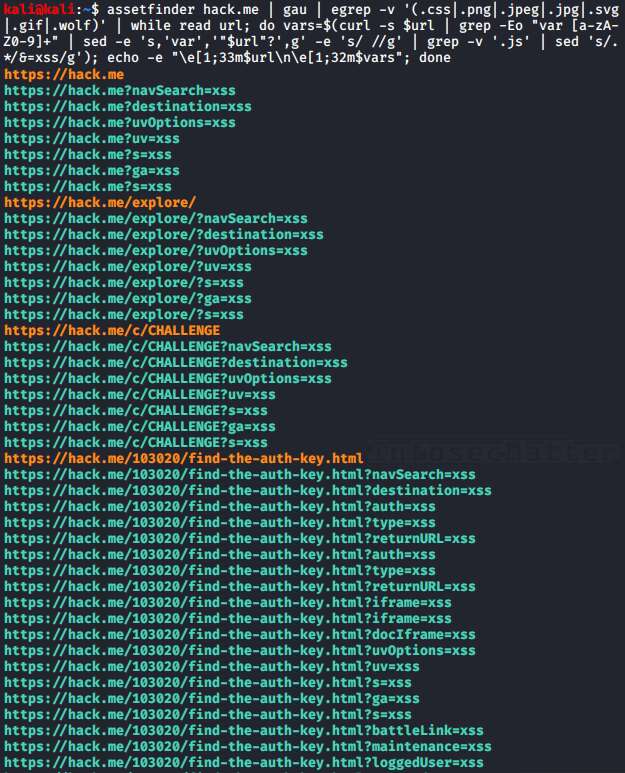 kali@kali:~$ assetfinder hack.me | gau | egrep -v '(.css|.png|.jpeg|.jpg|.svg
|.gif|.wolf)' | while read url; do vars=$(curl -s $url | grep -Eo "var [a-zA-
Z0-9]+" | sed -e 's,'var','"$url"?',g' -e 's/ //g' | grep -v '.js' | sed 's/.
*/&=xss/g'); echo -e "\e[1;33m$url\n\e[1;32m$vars"; done
https://hack.me
https://hack.me?navSearch=xss
https://hack.me?destination=xss
https://hack.me?uvOptions=xss
https://hack.me?uv=xss
https://hack.me?s=xss
https://hack.me?ga=xss
https://hack.me?s=xss
https://hack.me/explore/
https://hack.me/explore/?navSearch=xss
https://hack.me/explore/?destination=xss
https://hack.me/explore/?uvOptions=xss
https://hack.me/explore/?uv=xss
https://hack.me/explore/?s=xss
https://hack.me/explore/?ga=xss
https://hack.me/explore/?s=xss
https://hack.me/c/CHALLENGE
https://hack.me/c/CHALLENGE?navSearch=xss
https://hack.me/c/CHALLENGE?destination=xss
https://hack.me/c/CHALLENGE?uvOptions=xss
https://hack.me/c/CHALLENGE?uv=xss
https://hack.me/c/CHALLENGE?s=xss
https://hack.me/c/CHALLENGE?ga=xss
https://hack.me/c/CHALLENGE?s=xss
https://hack.me/103020/find-the-auth-key.html
https://hack.me/103020/find-the-auth-key.html?navSearch=xss
https://hack.me/103020/find-the-auth-key.html?destination=xss
https://hack.me/103020/find-the-auth-key.html?auth=xss
https://hack.me/103020/find-the-auth-key.html?type=xss
https://hack.me/103020/find-the-auth-key.html?returnURL=xss
https://hack.me/103020/find-the-auth-key.html?auth=xss
https://hack.me/103020/find-the-auth-key.html?type=xss
https://hack.me/103020/find-the-auth-key.html?returnURL=xss
https://hack.me/103020/find-the-auth-key.html?iframe=xss
https://hack.me/103020/find-the-auth-key.html?iframe=xss
https://hack.me/103020/find-the-auth-key.html?docIframe=xss
https://hack.me/103020/find-the-auth-key.html?uvOptions=xss
https://hack.me/103020/find-the-auth-key.html?uv=xss
https://hack.me/103020/find-the-auth-key.html?s=xss
https://hack.me/103020/find-the-auth-key.html?ga=xss
https://hack.me/103020/find-the-auth-key.html?s=xss
https://hack.me/103020/find-the-auth-key.html?battleLink=xss
https://hack.me/103020/find-the-auth-key.html?maintenance=xss
https://hack.me/103020/find-the-auth-key.html?loggedUser=xss